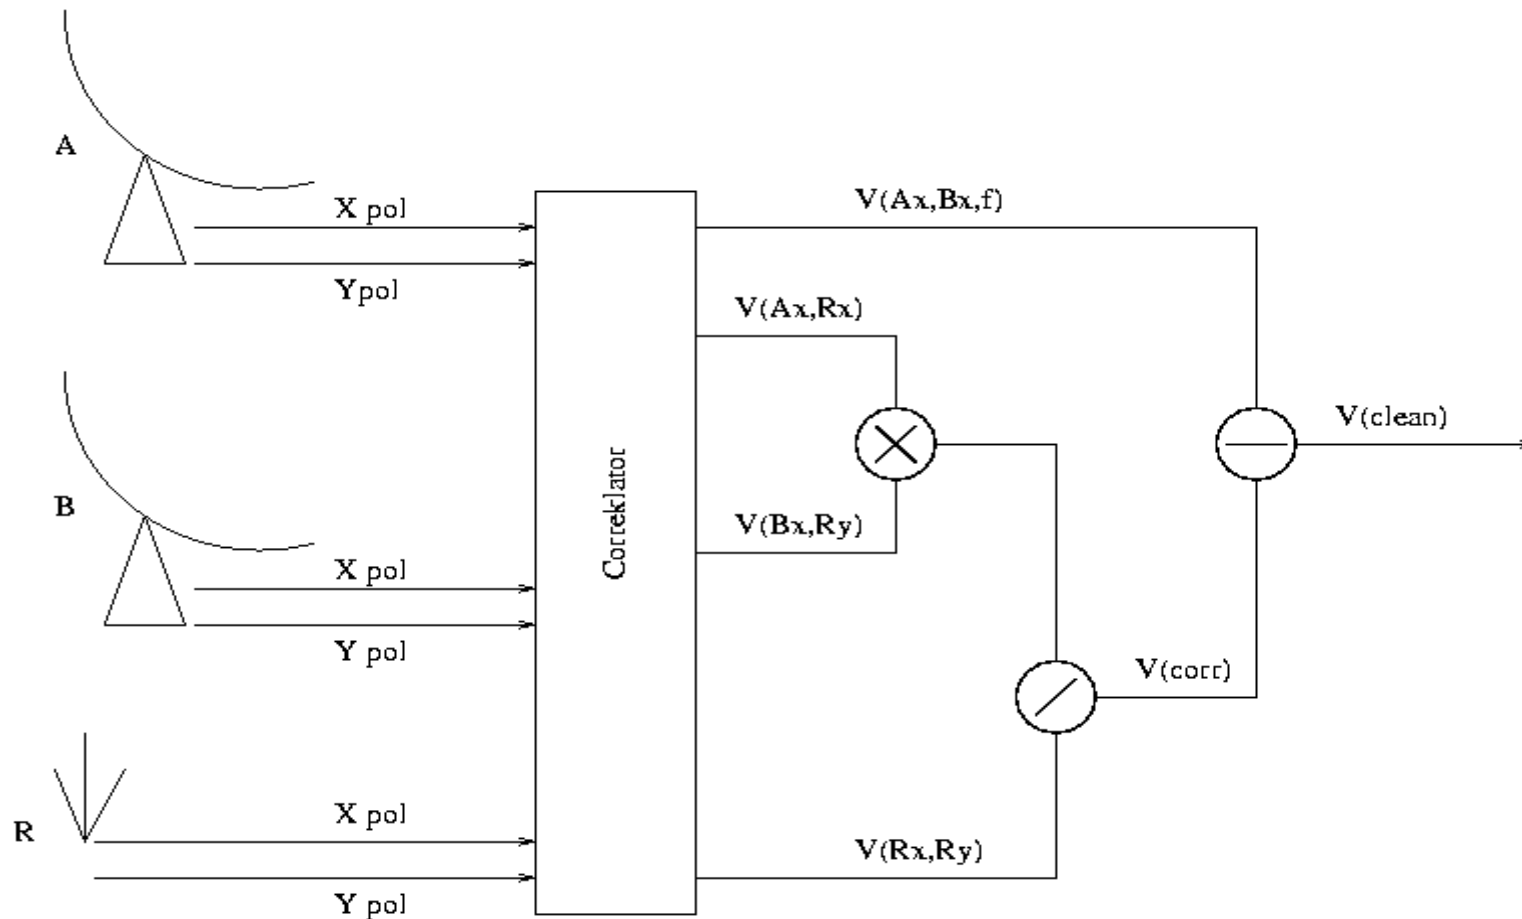 A
X pol
Ypol
V(Ax,Bx,f)
V(Ax,Rx)
V(clean)
B
X pol
Y pol
Correklator
V(Bx,Ry)
V(corr)
R
X pol
Y pol
V(Rx,Ry)